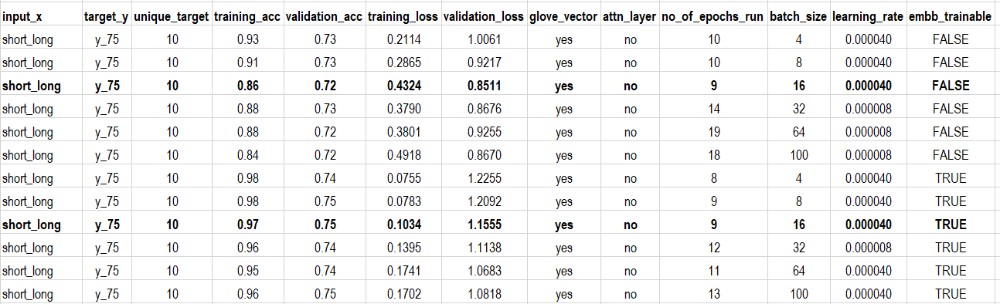 input_x target_y unique_target training_acc validation_acc training_loss validation_loss glove_vector attn_layer no_of_epochs_run batch_size learning_rate embb_trainable
short_long y_75 10 0.93 0.73 0.2114 1.0061 yes no 10 4 0.000040 FALSE
short_long y_75 10 0.91 0.73 0.2865 0.9217 yes no 10 8 0.000040 FALSE
short_long y_75 10 0.86 0.72 0.4324 0.8511 yes no 9 16 0.000040 FALSE
short_long y_75 10 0.88 0.73 0.3790 0.8676 yes no 14 32 0.000008 FALSE
short_long y_75 10 0.88 0.72 0.3801 0.9255 yes no 19 64 0.000008 FALSE
short_long y_75 10 0.84 0.72 0.4918 0.8670 yes no 18 100 0.000008 FALSE
short_long y_75 10 0.98 0.74 0.0755 1.2255 yes no 8 4 0.000040 TRUE
short_long y_75 10 0.98 0.75 0.0783 1.2092 yes no 9 8 0.000040 TRUE
short_long y_75 10 0.97 0.75 0.1034 1.1555 yes no 9 16 0.000040 TRUE
short_long y_75 10 0.96 0.74 0.1395 1.1138 yes no 12 32 0.000008 TRUE
short_long y_75 10 0.95 0.74 0.1741 1.0683 yes no 11 64 0.000040 TRUE
short_long y_75 10 0.96 0.75 0.1702 1.0818 yes no 13 100 0.000040 TRUE